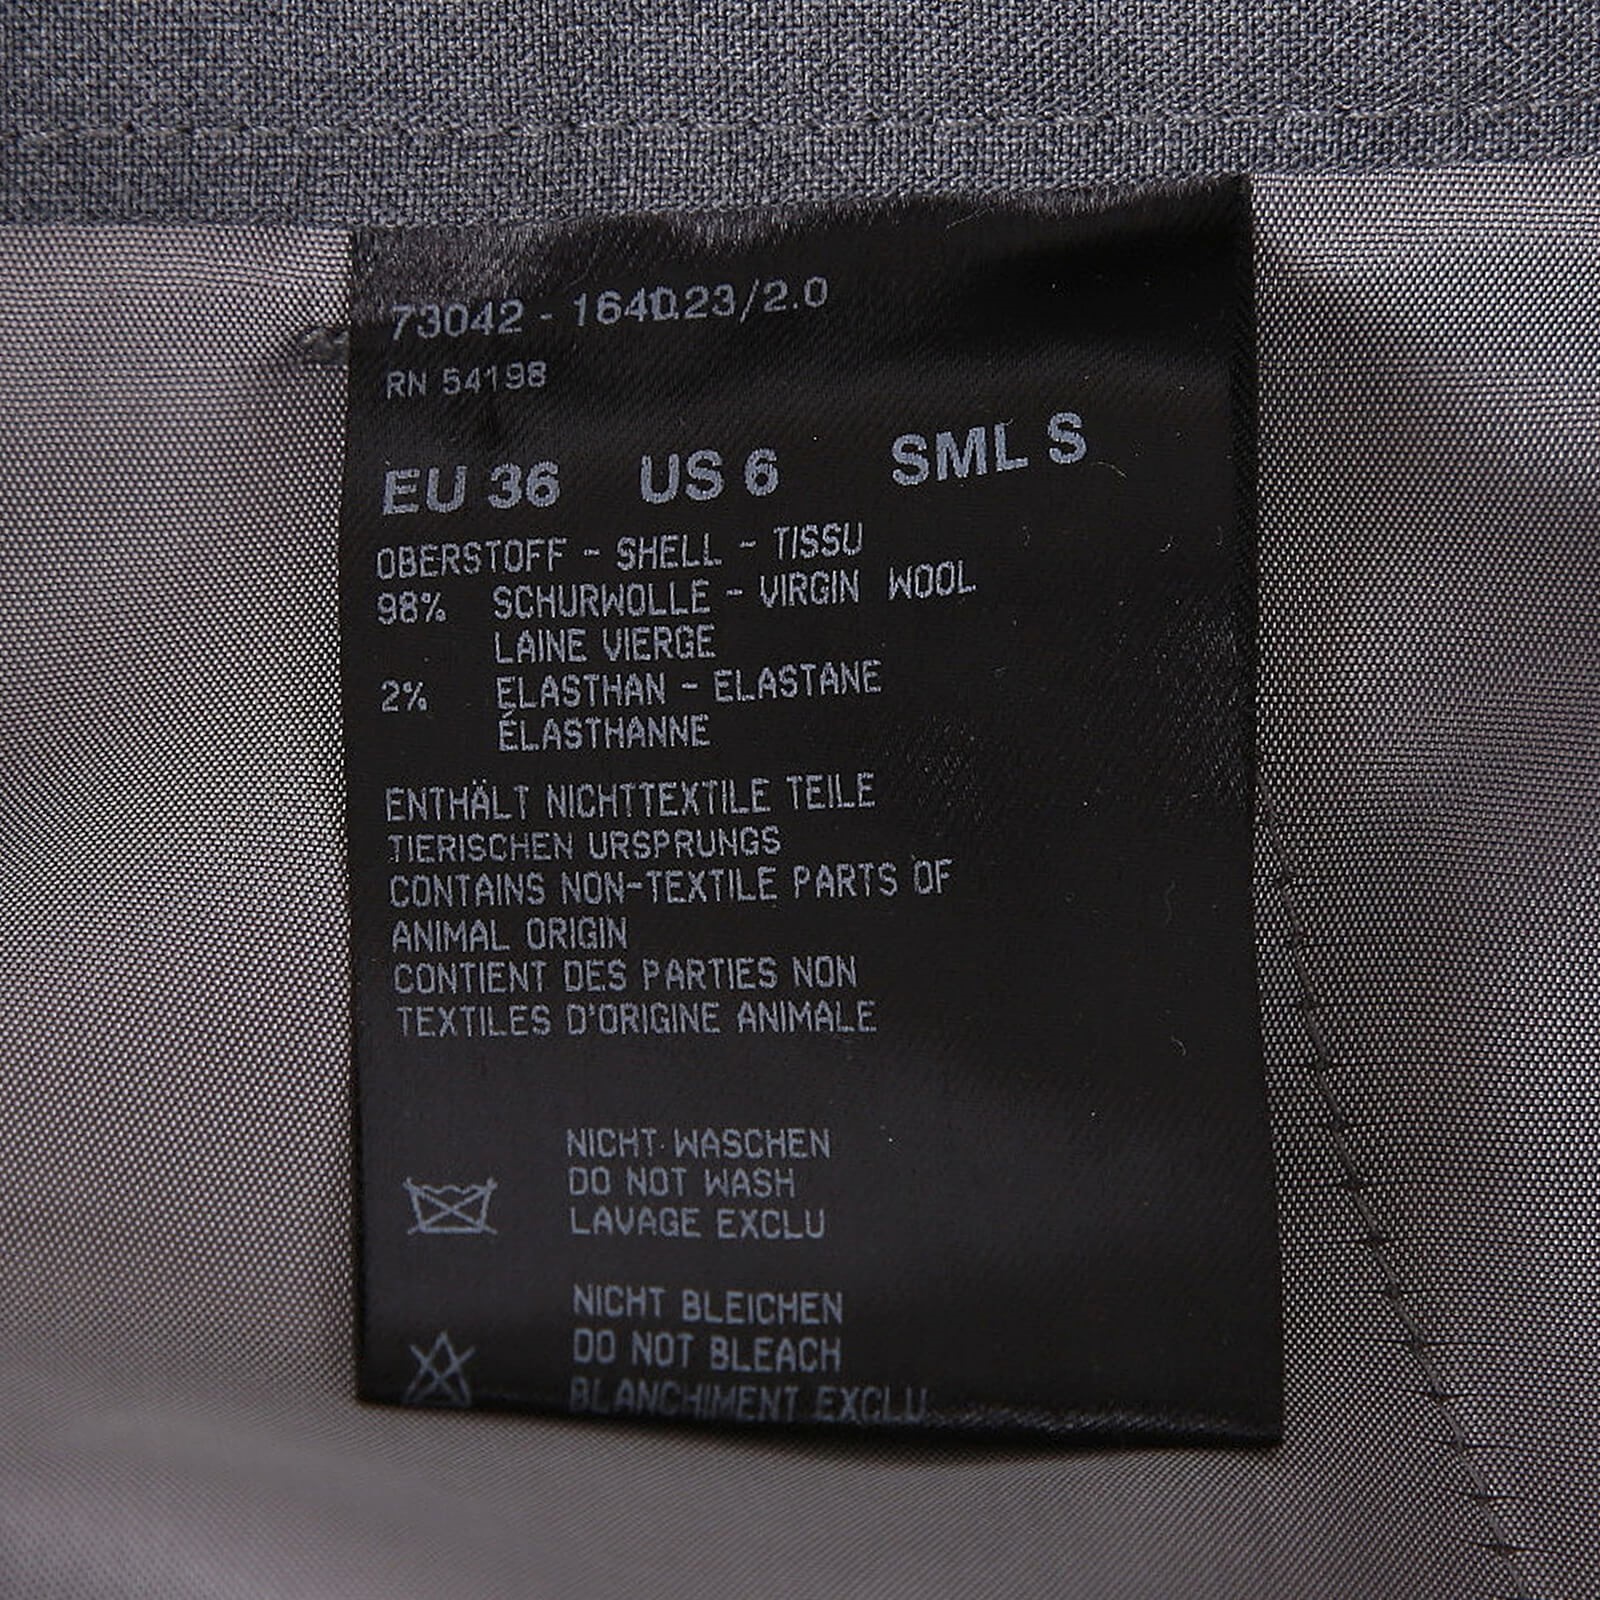 73042 - 164D.23/2.0
RN 54198
EU 36 US 6 SML S
OBERSTOFF - SHELL - TISSU
98% SCHURWOLLE - VIRGIN WOOL
LAINE VIERGE
2% ELASTHAN - ELASTANE
ÉLASTHANNE
ENTHÄLT NICHTTEXTILE TEILE
TIERISCHEN URSPRUNGS
CONTAINS NON-TEXTILE PARTS OF
ANIMAL ORIGIN
CONTIENT DES PARTIES NON
TEXTILES D'ORIGINE ANIMALE
NICHT WASCHEN
DO NOT WASH
LAVAGE EXCLU
NICHT BLEICHEN
DO NOT BLEACH
BLANCHIMENT EXCLU